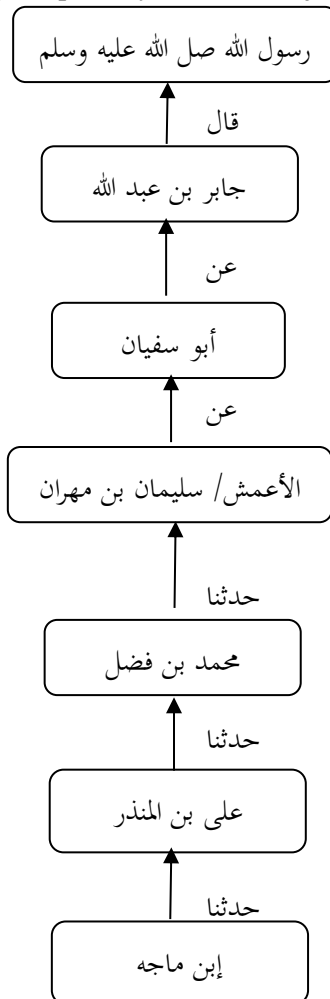 رسول الله صل الله عليه وسلم
قال
جابر بن عبد الله
عن
أبو سفيان
عن
الأعمش/ سليمان بن مهران
حدثنا
محمد بن فضل
حدثنا
على بن المنذر
حدثنا
إبن ماجه